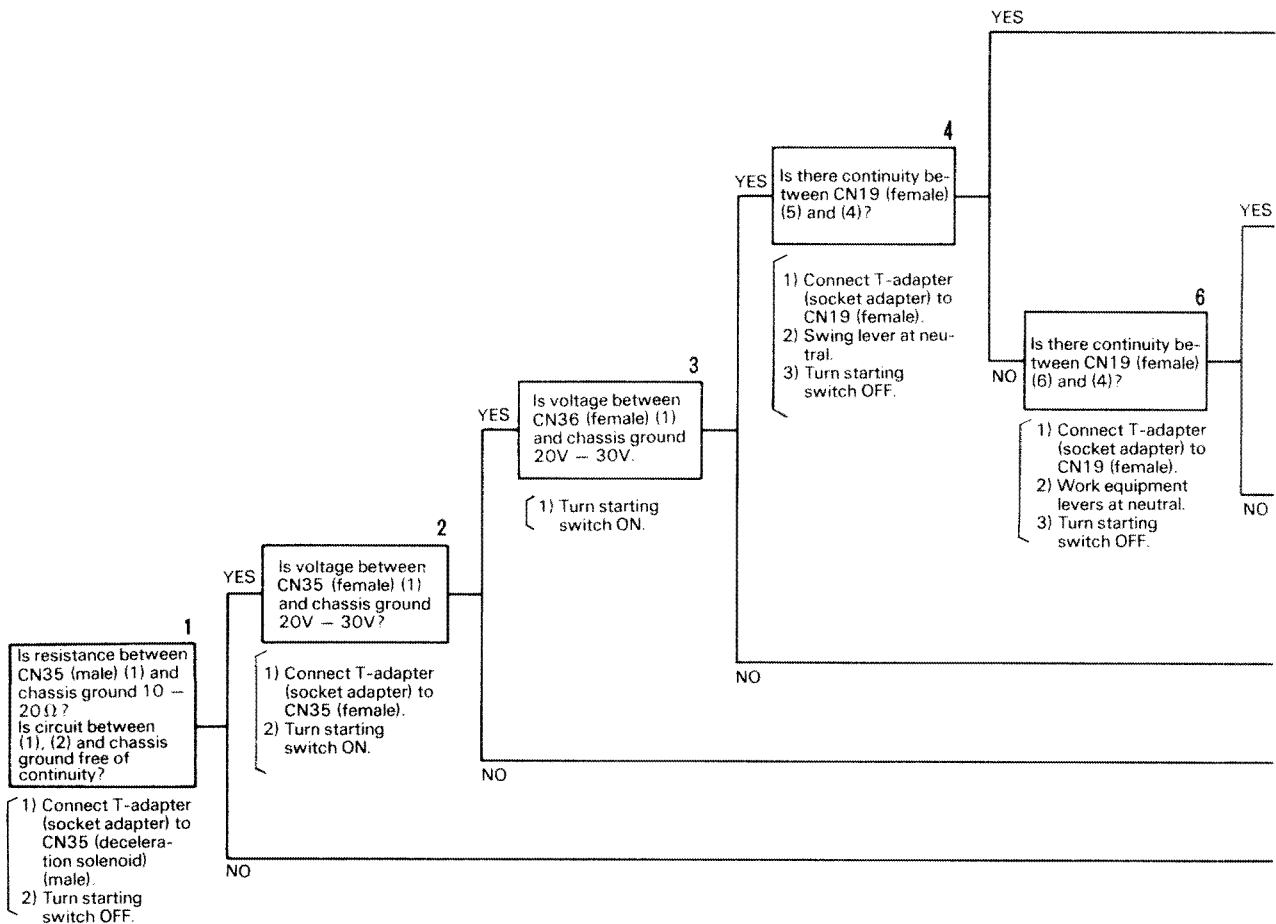 YES
4
YES
Is there continuity be-
tween CN19 (female)
(5) and (4)?
1) Connect T-adapter
(socket adapter) to
CN19 (female).
2) Swing lever at neu-
tral.
3) Turn starting
switch OFF.
YES
6
NO
Is there continuity be-
tween CN19 (female)
(6) and (4)?
1) Connect T-adapter
(socket adapter) to
CN19 (female).
2) Work equipment
levers at neutral.
3) Turn starting
switch OFF.
NO
3
YES
Is voltage between
CN36 (female) (1)
and chassis ground
20V – 30V.
1) Turn starting
switch ON.
NO
2
YES
Is voltage between
CN35 (female) (1)
and chassis ground
20V – 30V?
1) Connect T-adapter
(socket adapter) to
CN35 (female).
2) Turn starting
switch ON.
NO
1
Is resistance between
CN35 (male) (1) and
chassis ground 10 –
20Ω?
Is circuit between
(1), (2) and chassis
ground free of
continuity?
1) Connect T-adapter
(socket adapter) to
CN35 (decelera-
tion solenoid)
(male).
2) Turn starting
switch OFF.
NO